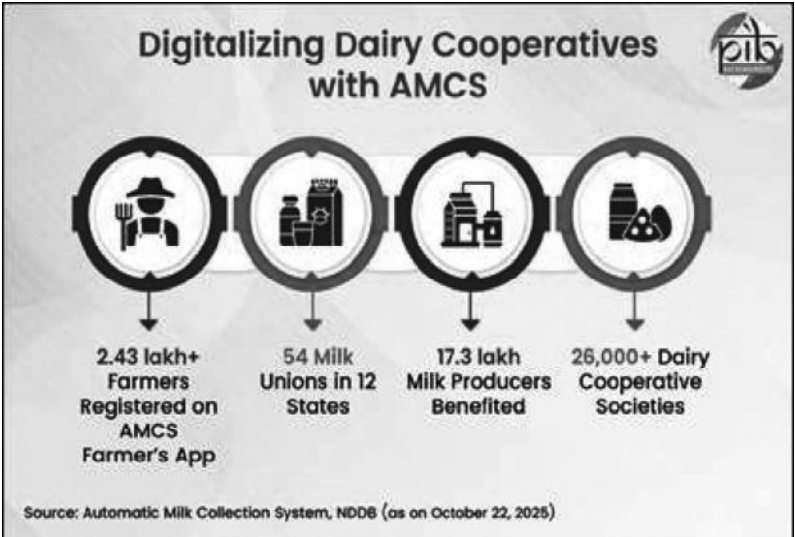 Digitalizing Dairy Cooperatives
with AMCS
pib
2.43 lakh+
Farmers
Registered on
AMCS
Farmer's App
54 Milk
Unions in 12
States
17.3 lakh
Milk Producers
Benefited
26,000+ Dairy
Cooperative
Societies
Source: Automatic Milk Collection System, NDDB (as on October 22, 2025)